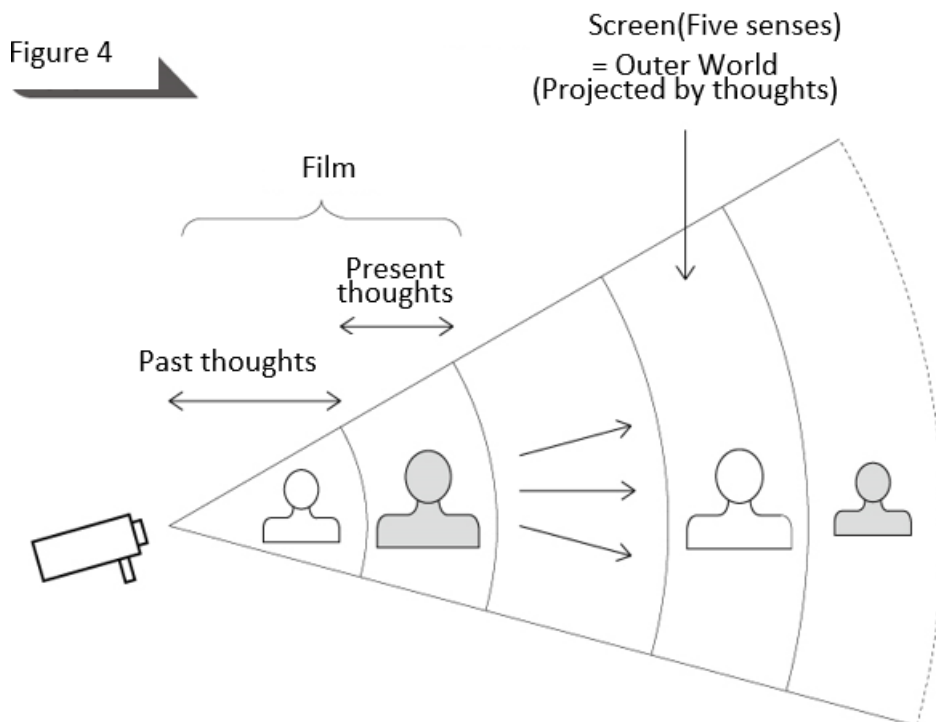 Figure 4
Screen(Five senses)
= Outer World
(Projected by thoughts)
Film
Present
thoughts
Past thoughts